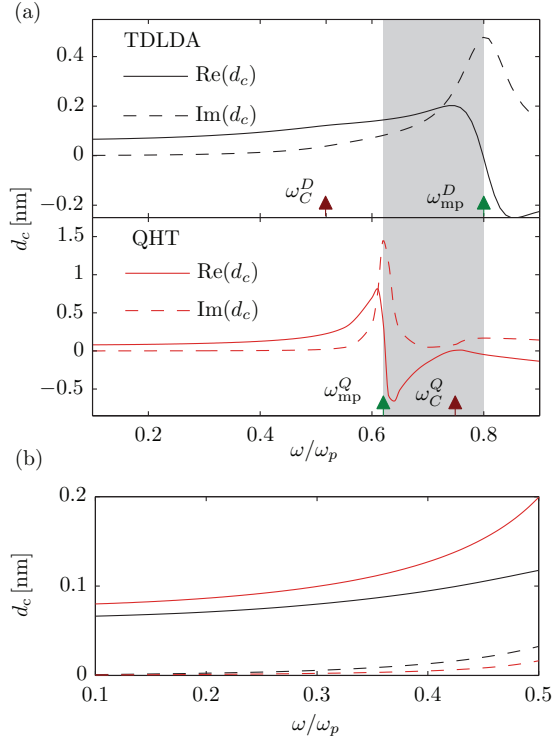 (a)
TDLDA
Re(d_c)
Im(d_c)
0.4
0.2
0
−0.2
ω_C^D
ω_mp^D
d_c [nm]
QHT
Re(d_c)
Im(d_c)
1.5
1
0.5
0
−0.5
ω_mp^Q
ω_C^Q
0.2 0.4 0.6 0.8
ω/ω_p
(b)
0.2
0.1
0
d_c [nm]
0.1 0.2 0.3 0.4 0.5
ω/ω_p